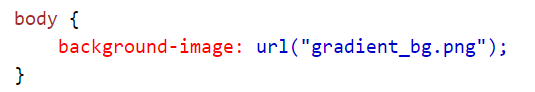 body {
    background-image: url("gradient_bg.png");
}